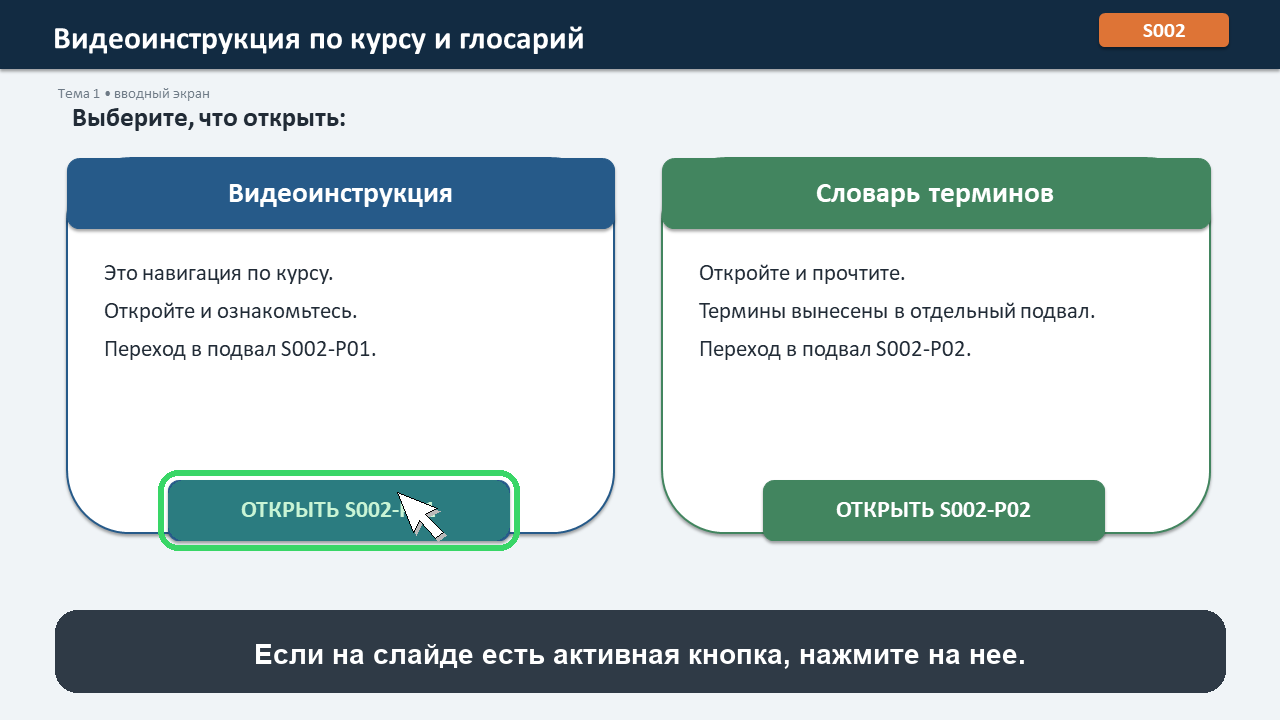 Видеоинструкция по курсу и глосарий
S002
Тема 1 • вводный экран
Выберите, что открыть:
Видеоинструкция
Это навигация по курсу.
Откройте и ознакомьтесь.
Переход в подвал S002-P01.
ОТКРЫТЬ
Словарь терминов
Откройте и прочтите.
Термины вынесены в отдельный подвал.
Переход в подвал S002-P02.
ОТКРЫТЬ S002-P02
Если на слайде есть активная кнопка, нажмите на нее.